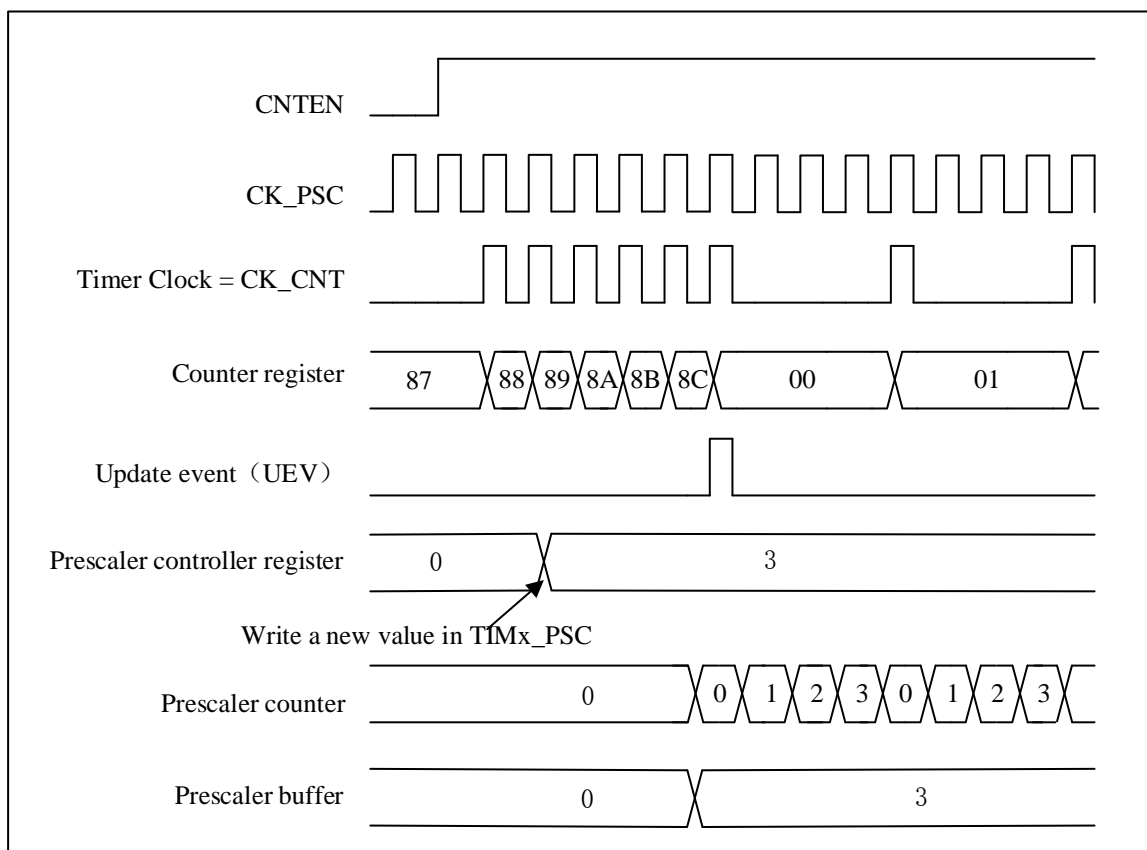 CNTEN
CK_PSC
Timer Clock = CK_CNT
Counter register 87 88 89 8A 8B 8C 00 01
Update event（UEV）
Prescaler controller register 0 3
Write a new value in TIMx_PSC
Prescaler counter 0 0 1 2 3 0 1 2 3
Prescaler buffer 0 3